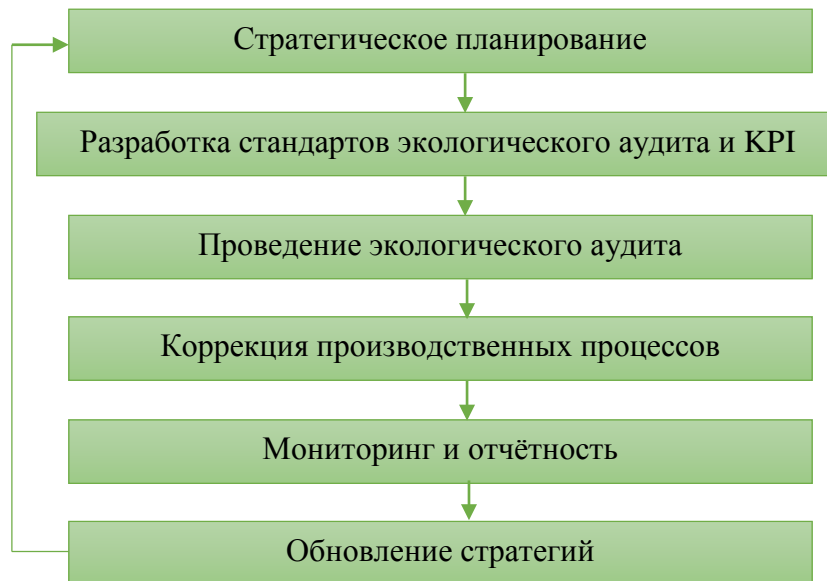 Стратегическое планирование
Разработка стандартов экологического аудита и KPI
Проведение экологического аудита
Коррекция производственных процессов
Мониторинг и отчётность
Обновление стратегий